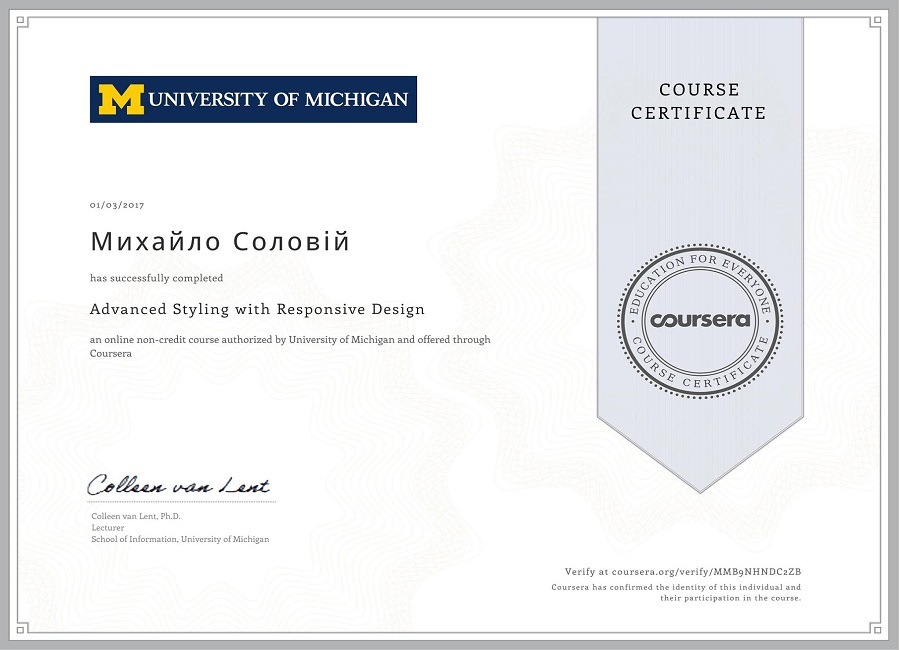 M UNIVERSITY OF MICHIGAN
COURSE
CERTIFICATE
01/03/2017
Михайло Соловій
has successfully completed
Advanced Styling with Responsive Design
an online non-credit course authorized by University of Michigan and offered through
Coursera
EDUCATION FOR EVERYONE
coursera
COURSE CERTIFICATE
Colleen van Lent
Colleen van Lent, Ph.D.
Lecturer
School of Information, University of Michigan
Verify at coursera.org/verify/MMB9NHNDC2ZB
Coursera has confirmed the identity of this individual and
their participation in the course.